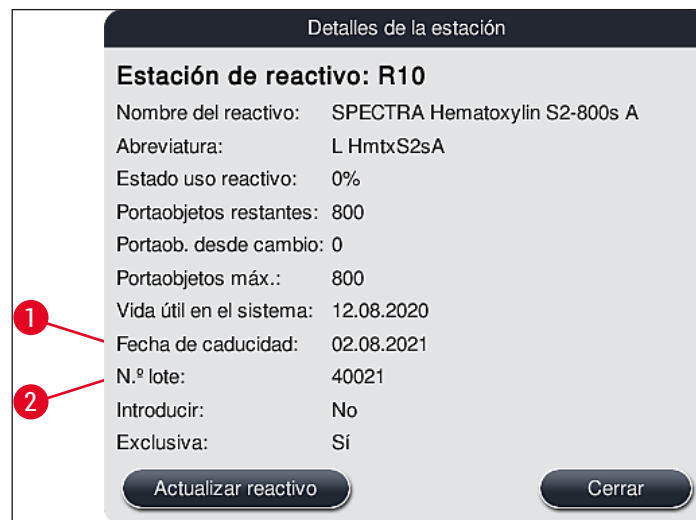 Detalles de la estación
Estación de reactivo: R10
Nombre del reactivo: SPECTRA Hematoxylin S2-800s A
Abreviatura: L HmtxS2sA
Estado uso reactivo: 0%
Portaobjetos restantes: 800
Portaob. desde cambio: 0
Portaobjetos máx.: 800
Vida útil en el sistema: 12.08.2020
1
Fecha de caducidad: 02.08.2021
N.º lote: 40021
2
Introducir: No
Exclusiva: Sí
Actualizar reactivo Cerrar